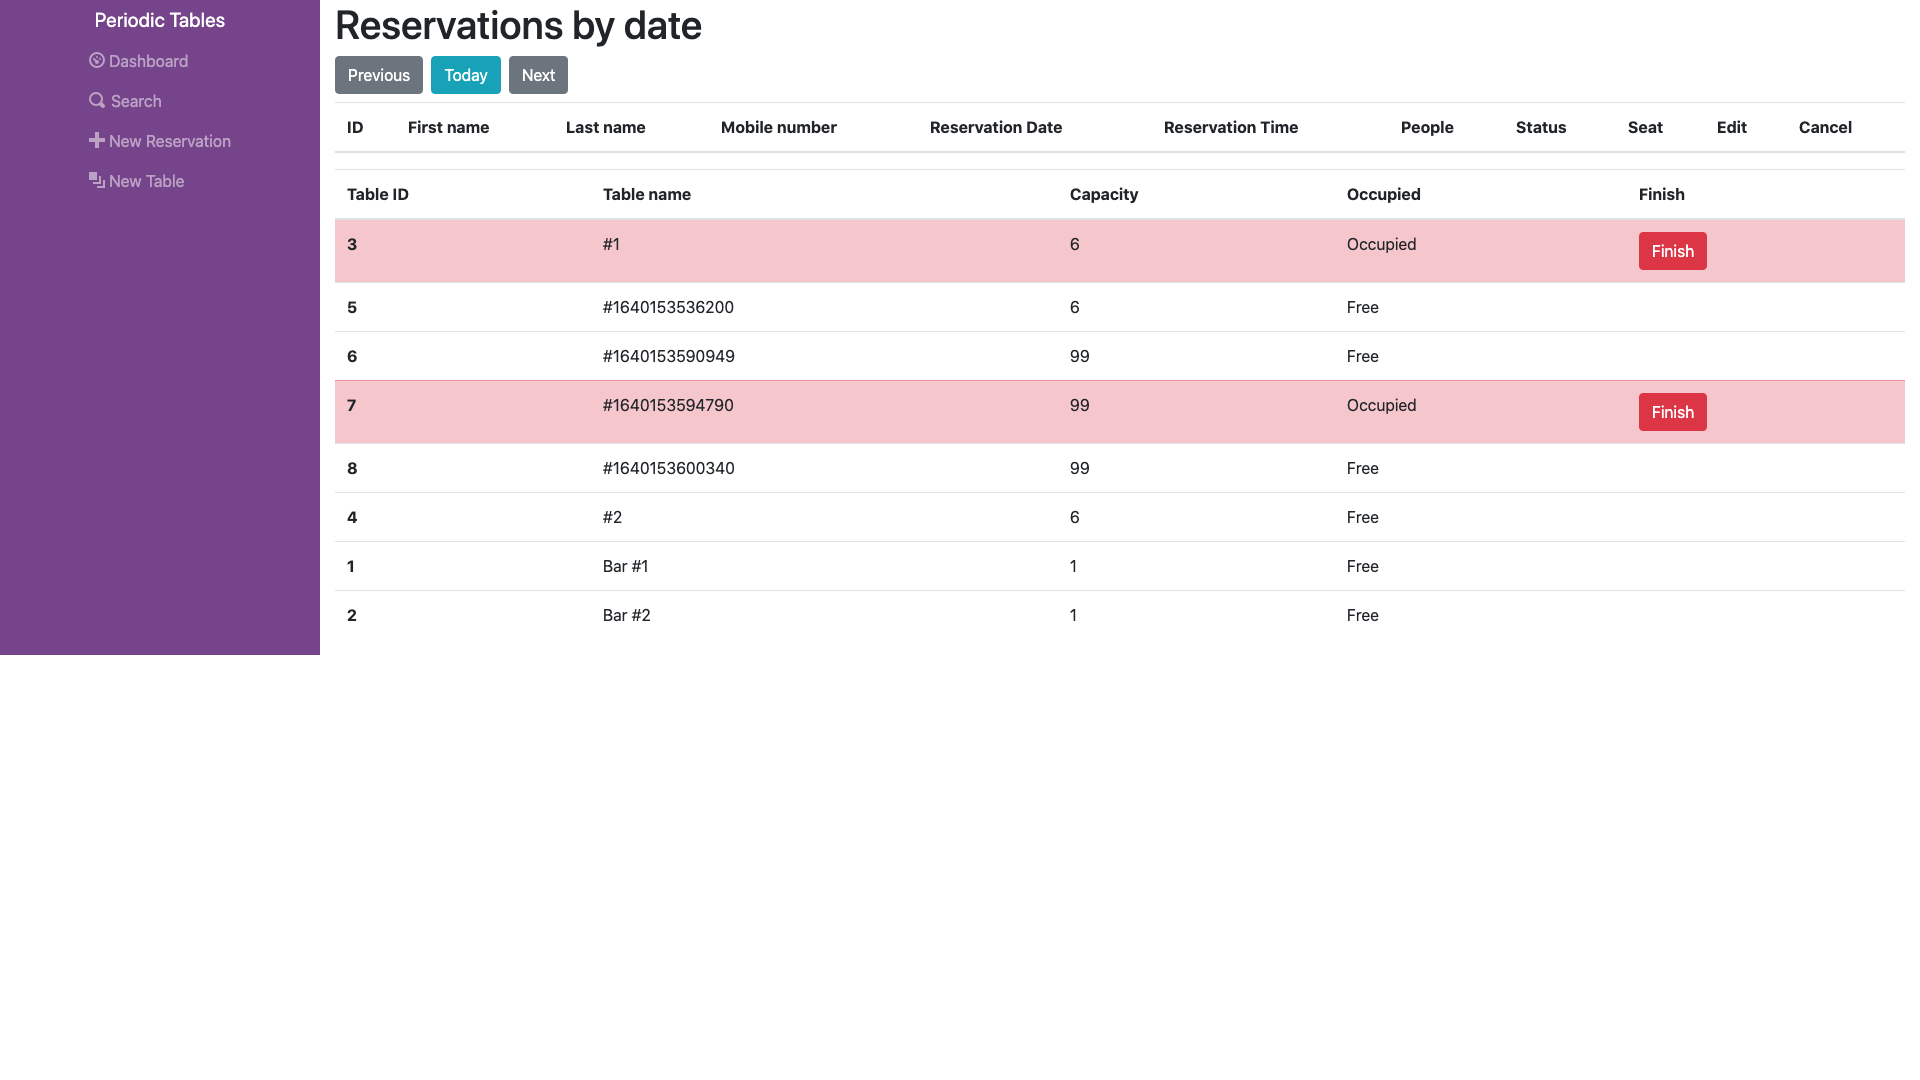 Periodic Tables
Dashboard
Search
New Reservation
New Table
Reservations by date
Previous Today Next
ID First name Last name Mobile number Reservation Date Reservation Time People Status Seat Edit Cancel
Table ID Table name Capacity Occupied Finish
3 #1 6 Occupied Finish
5 #1640153536200 6 Free
6 #1640153590949 99 Free
7 #1640153594790 99 Occupied Finish
8 #1640153600340 99 Free
4 #2 6 Free
1 Bar #1 1 Free
2 Bar #2 1 Free